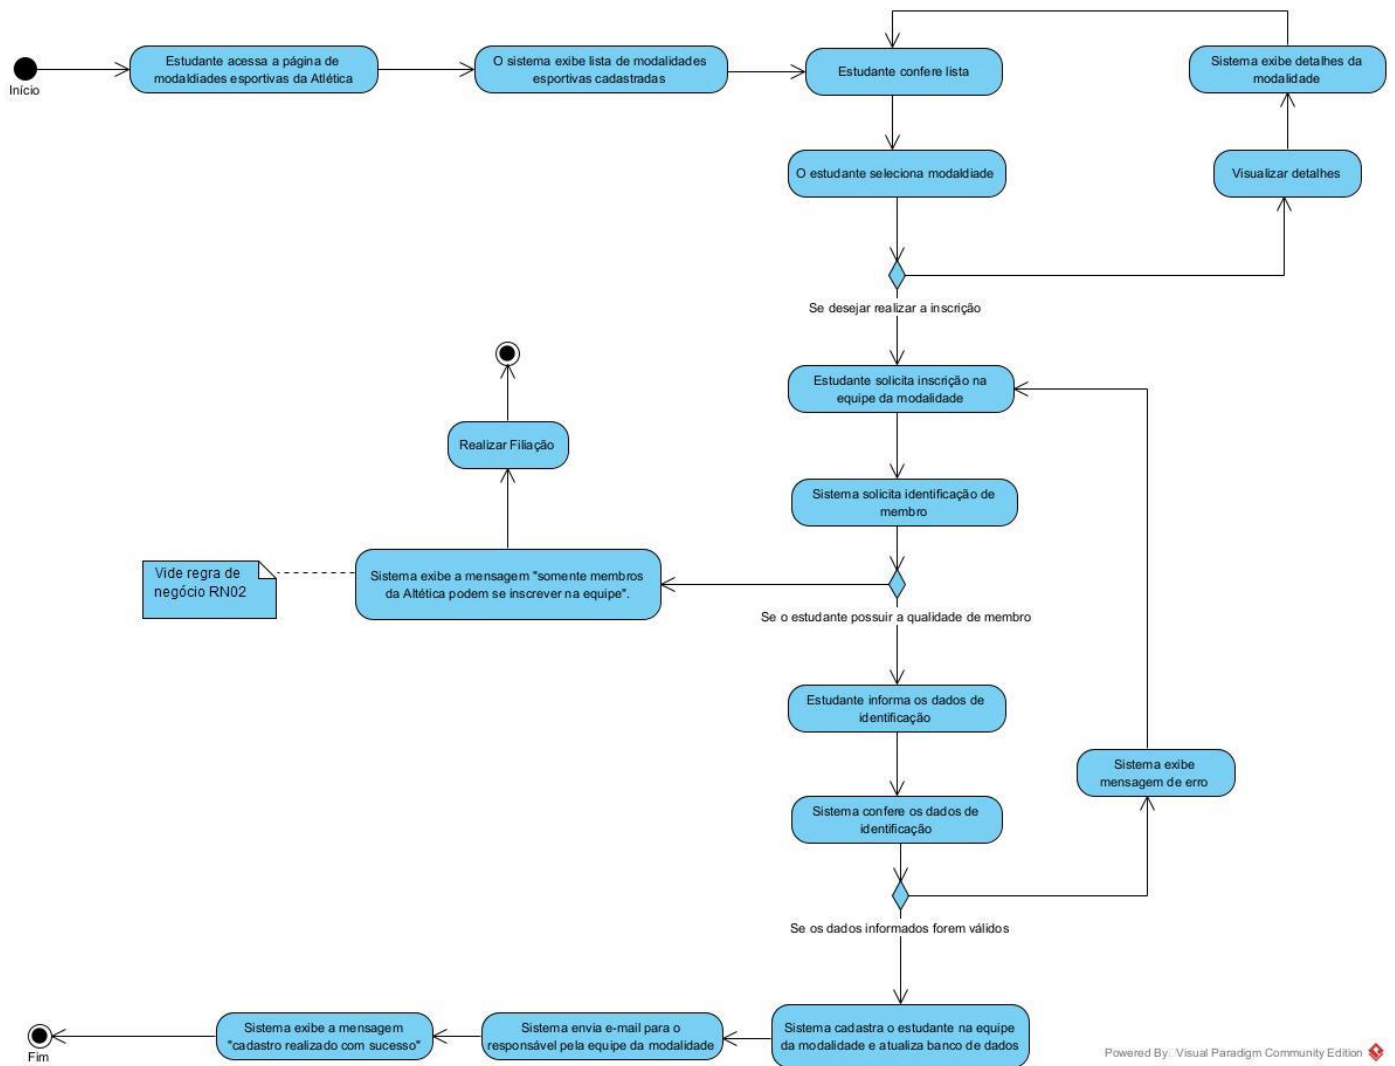 Início
Estudante acessa a página de
modaldiades esportivas da Atlética
O sistema exibe lista de modalidades
esportivas cadastradas
Estudante confere lista
Sistema exibe detalhes da
modalidade
O estudante seleciona modaldiade
Visualizar detalhes
Se desejar realizar a inscrição
Estudante solicita inscrição na
equipe da modalidade
Realizar Filiação
Sistema solicita identificação de
membro
Vide regra de
negócio RN02
Sistema exibe a mensagem "somente membros
da Altética podem se inscrever na equipe".
Se o estudante possuir a qualidade de membro
Estudante informa os dados de
identificação
Sistema exibe
mensagem de erro
Sistema confere os dados de
identificação
Se os dados informados forem válidos
Sistema cadastra o estudante na equipe
da modalidade e atualiza banco de dados
Sistema envia e-mail para o
responsável pela equipe da modalidade
Sistema exibe a mensagem
"cadastro realizado com sucesso"
Fim
Powered By Visual Paradigm Community Edition